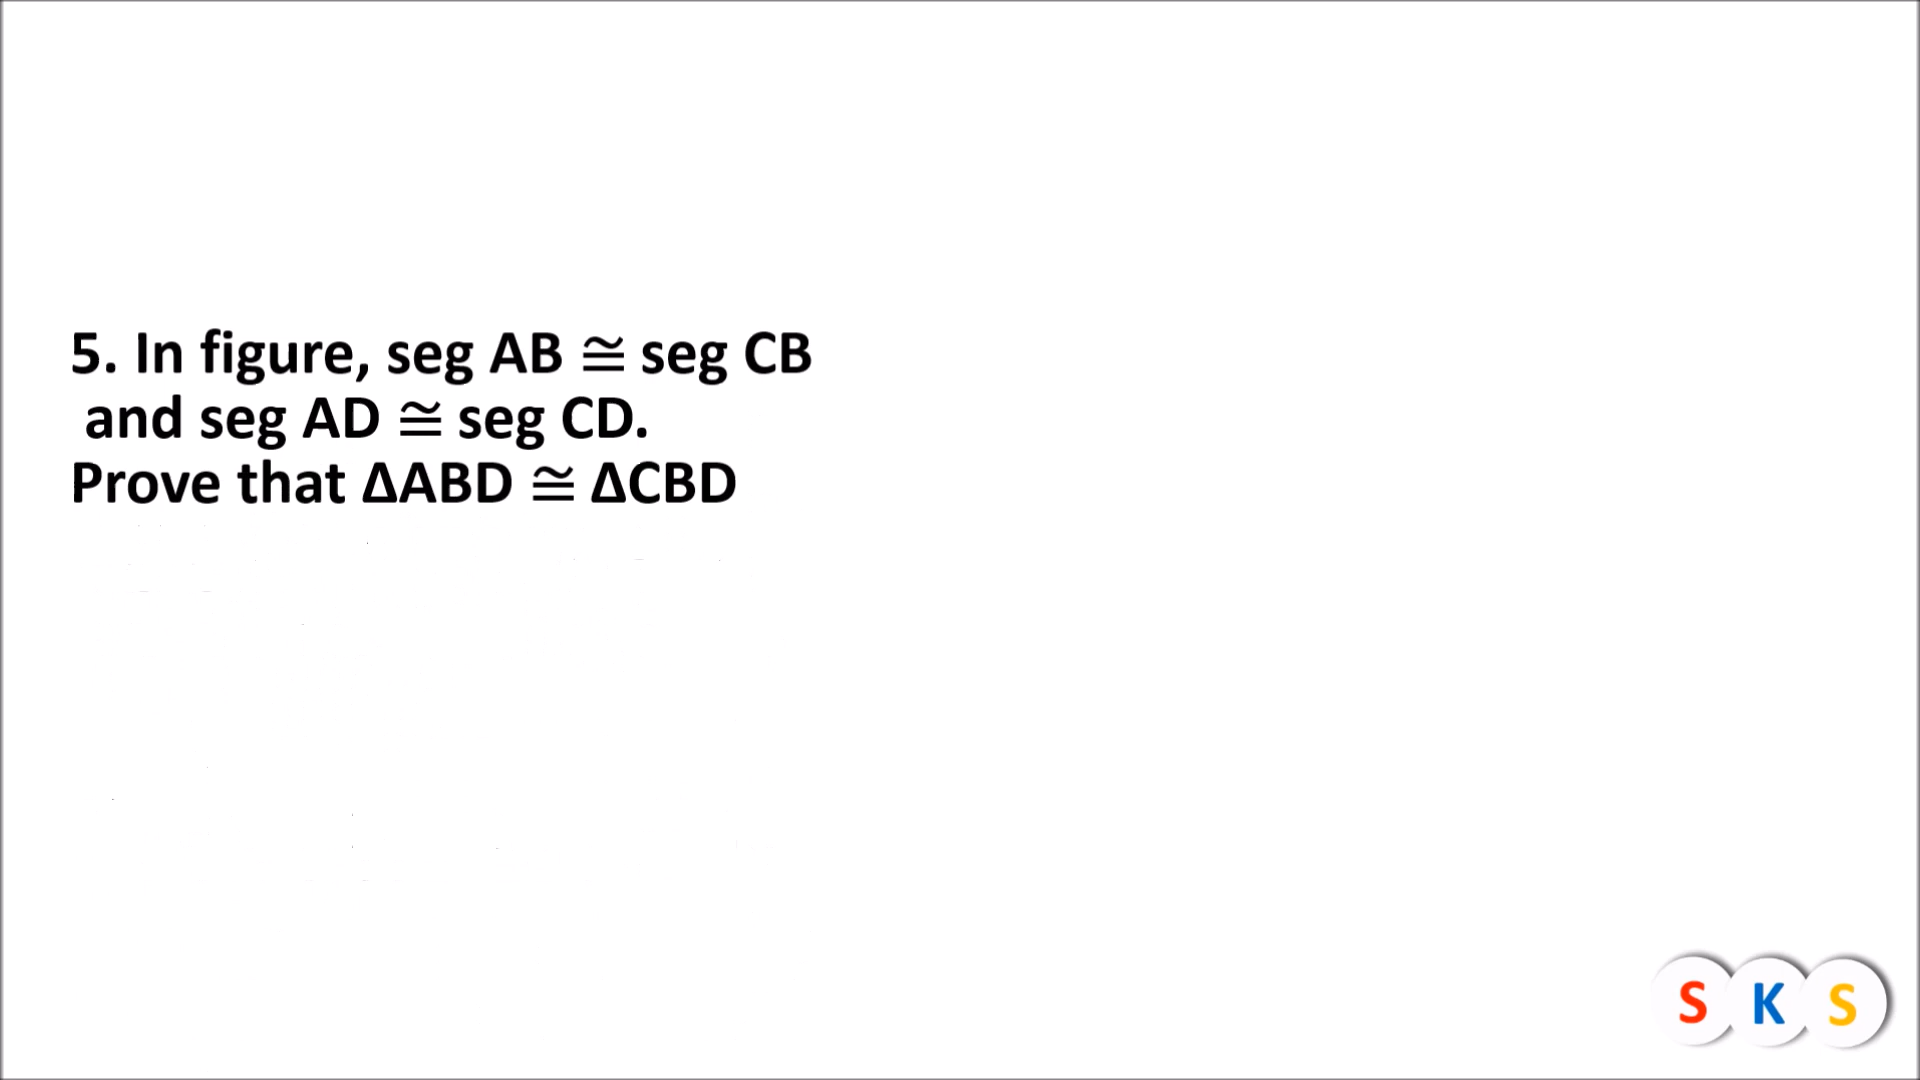 5. In figure, seg AB ≅ seg CB
and seg AD ≅ seg CD.
Prove that ΔABD ≅ ΔCBD
S K S